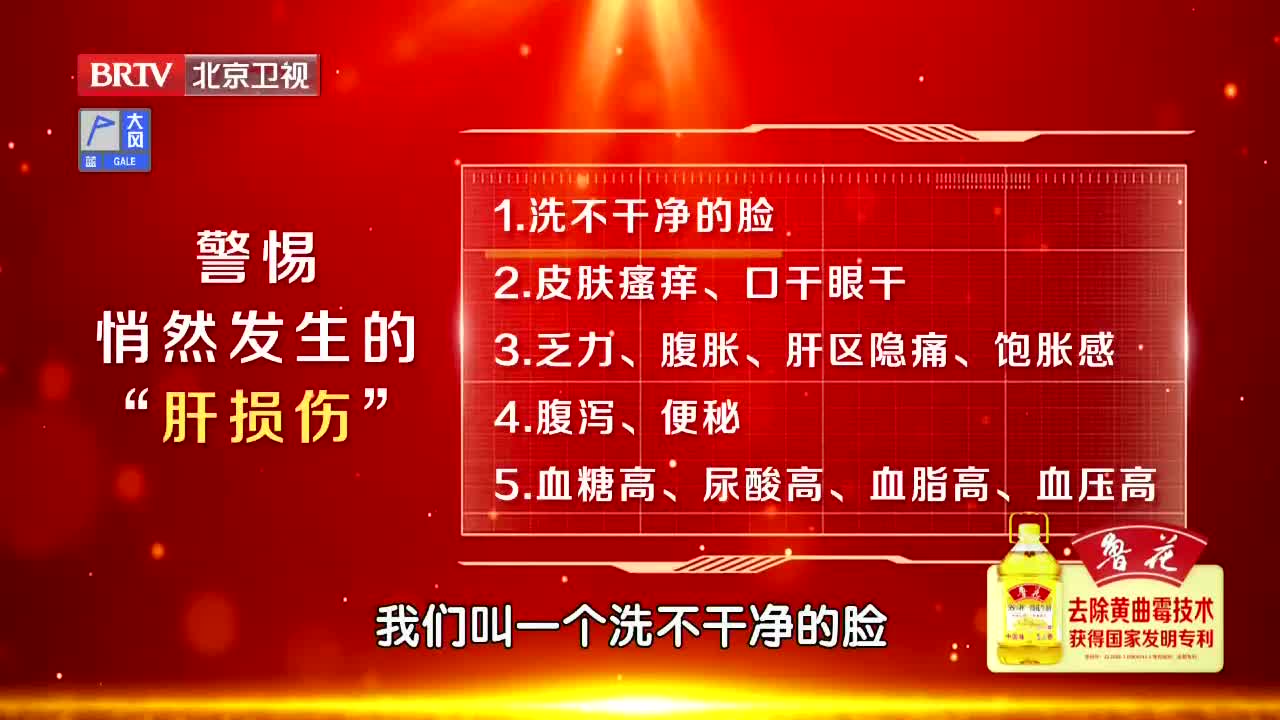 BRTV 北京卫视
大风
蓝 GALE
警惕
悄然发生的
“肝损伤”
1.洗不干净的脸
2.皮肤瘙痒、口干眼干
3.乏力、腹胀、肝区隐痛、饱胀感
4.腹泻、便秘
5.血糖高、尿酸高、血脂高、血压高
鲁花
去除黄曲霉技术
获得国家发明专利
我们叫一个洗不干净的脸